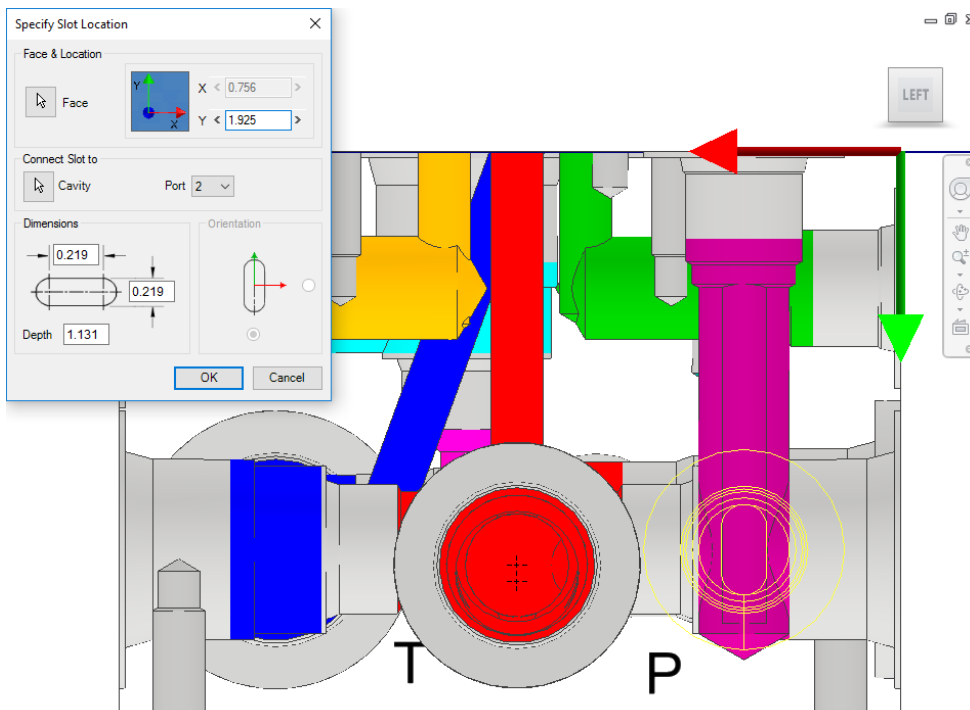 Specify Slot Location
Face & Location
Face
Y
X
X < 0.756 >
Y < 1.925 >
Connect Slot to
Cavity
Port 2
Dimensions
Orientation
0.219
0.219
Depth 1.131
OK
Cancel
LEFT
T
P